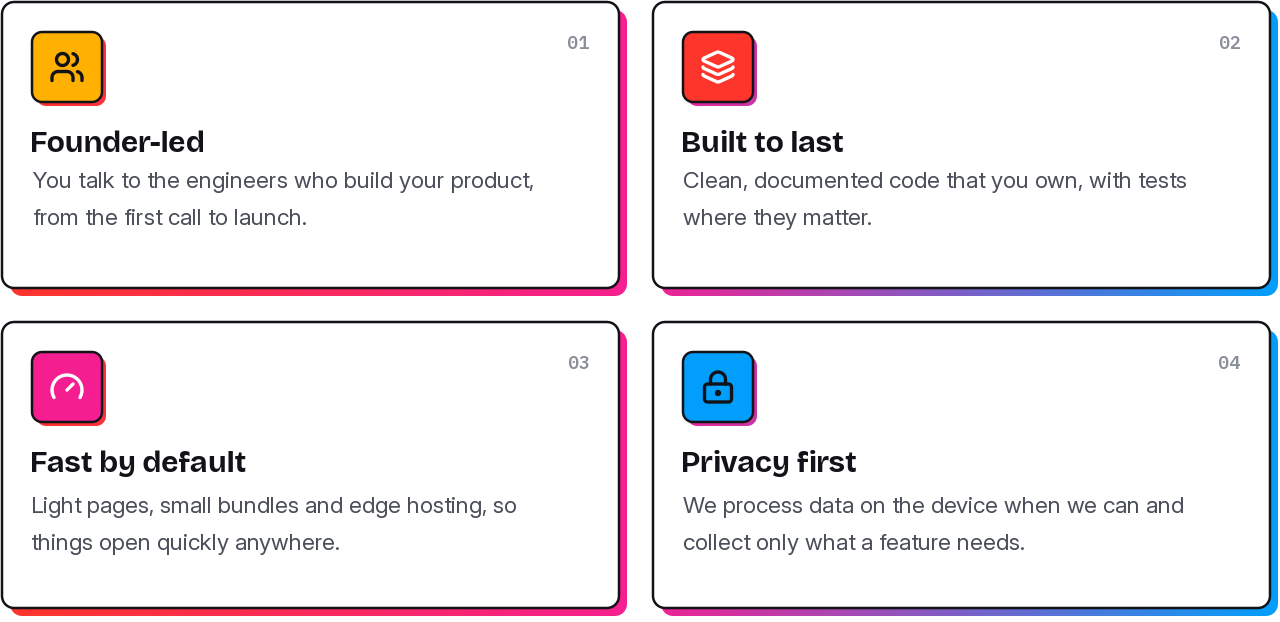 01
Founder-led
You talk to the engineers who build your product,
from the first call to launch.
02
Built to last
Clean, documented code that you own, with tests
where they matter.
03
Fast by default
Light pages, small bundles and edge hosting, so
things open quickly anywhere.
04
Privacy first
We process data on the device when we can and
collect only what a feature needs.